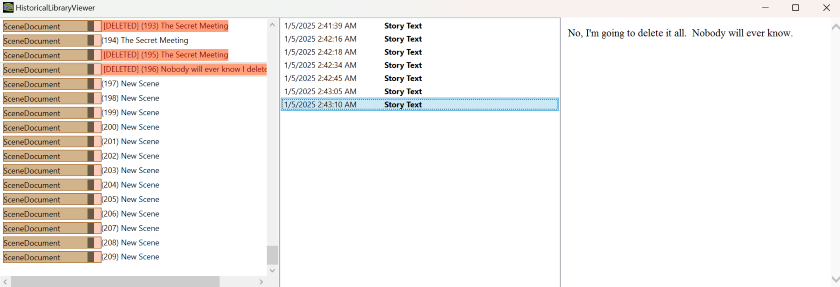 HistoricalLibraryViewer
SceneDocument [DELETED] (193) The Secret Meeting
SceneDocument (194) The Secret Meeting
SceneDocument [DELETED] (195) The Secret Meeting
SceneDocument [DELETED] (196) Nobody will ever know I delete
SceneDocument (197) New Scene
SceneDocument (198) New Scene
SceneDocument (199) New Scene
SceneDocument (200) New Scene
SceneDocument (201) New Scene
SceneDocument (202) New Scene
SceneDocument (203) New Scene
SceneDocument (204) New Scene
SceneDocument (205) New Scene
SceneDocument (206) New Scene
SceneDocument (207) New Scene
SceneDocument (208) New Scene
SceneDocument (209) New Scene
1/5/2025 2:41:39 AM Story Text
1/5/2025 2:42:16 AM Story Text
1/5/2025 2:42:18 AM Story Text
1/5/2025 2:42:34 AM Story Text
1/5/2025 2:42:45 AM Story Text
1/5/2025 2:43:05 AM Story Text
1/5/2025 2:43:10 AM Story Text
No, I'm going to delete it all.  Nobody will ever know.